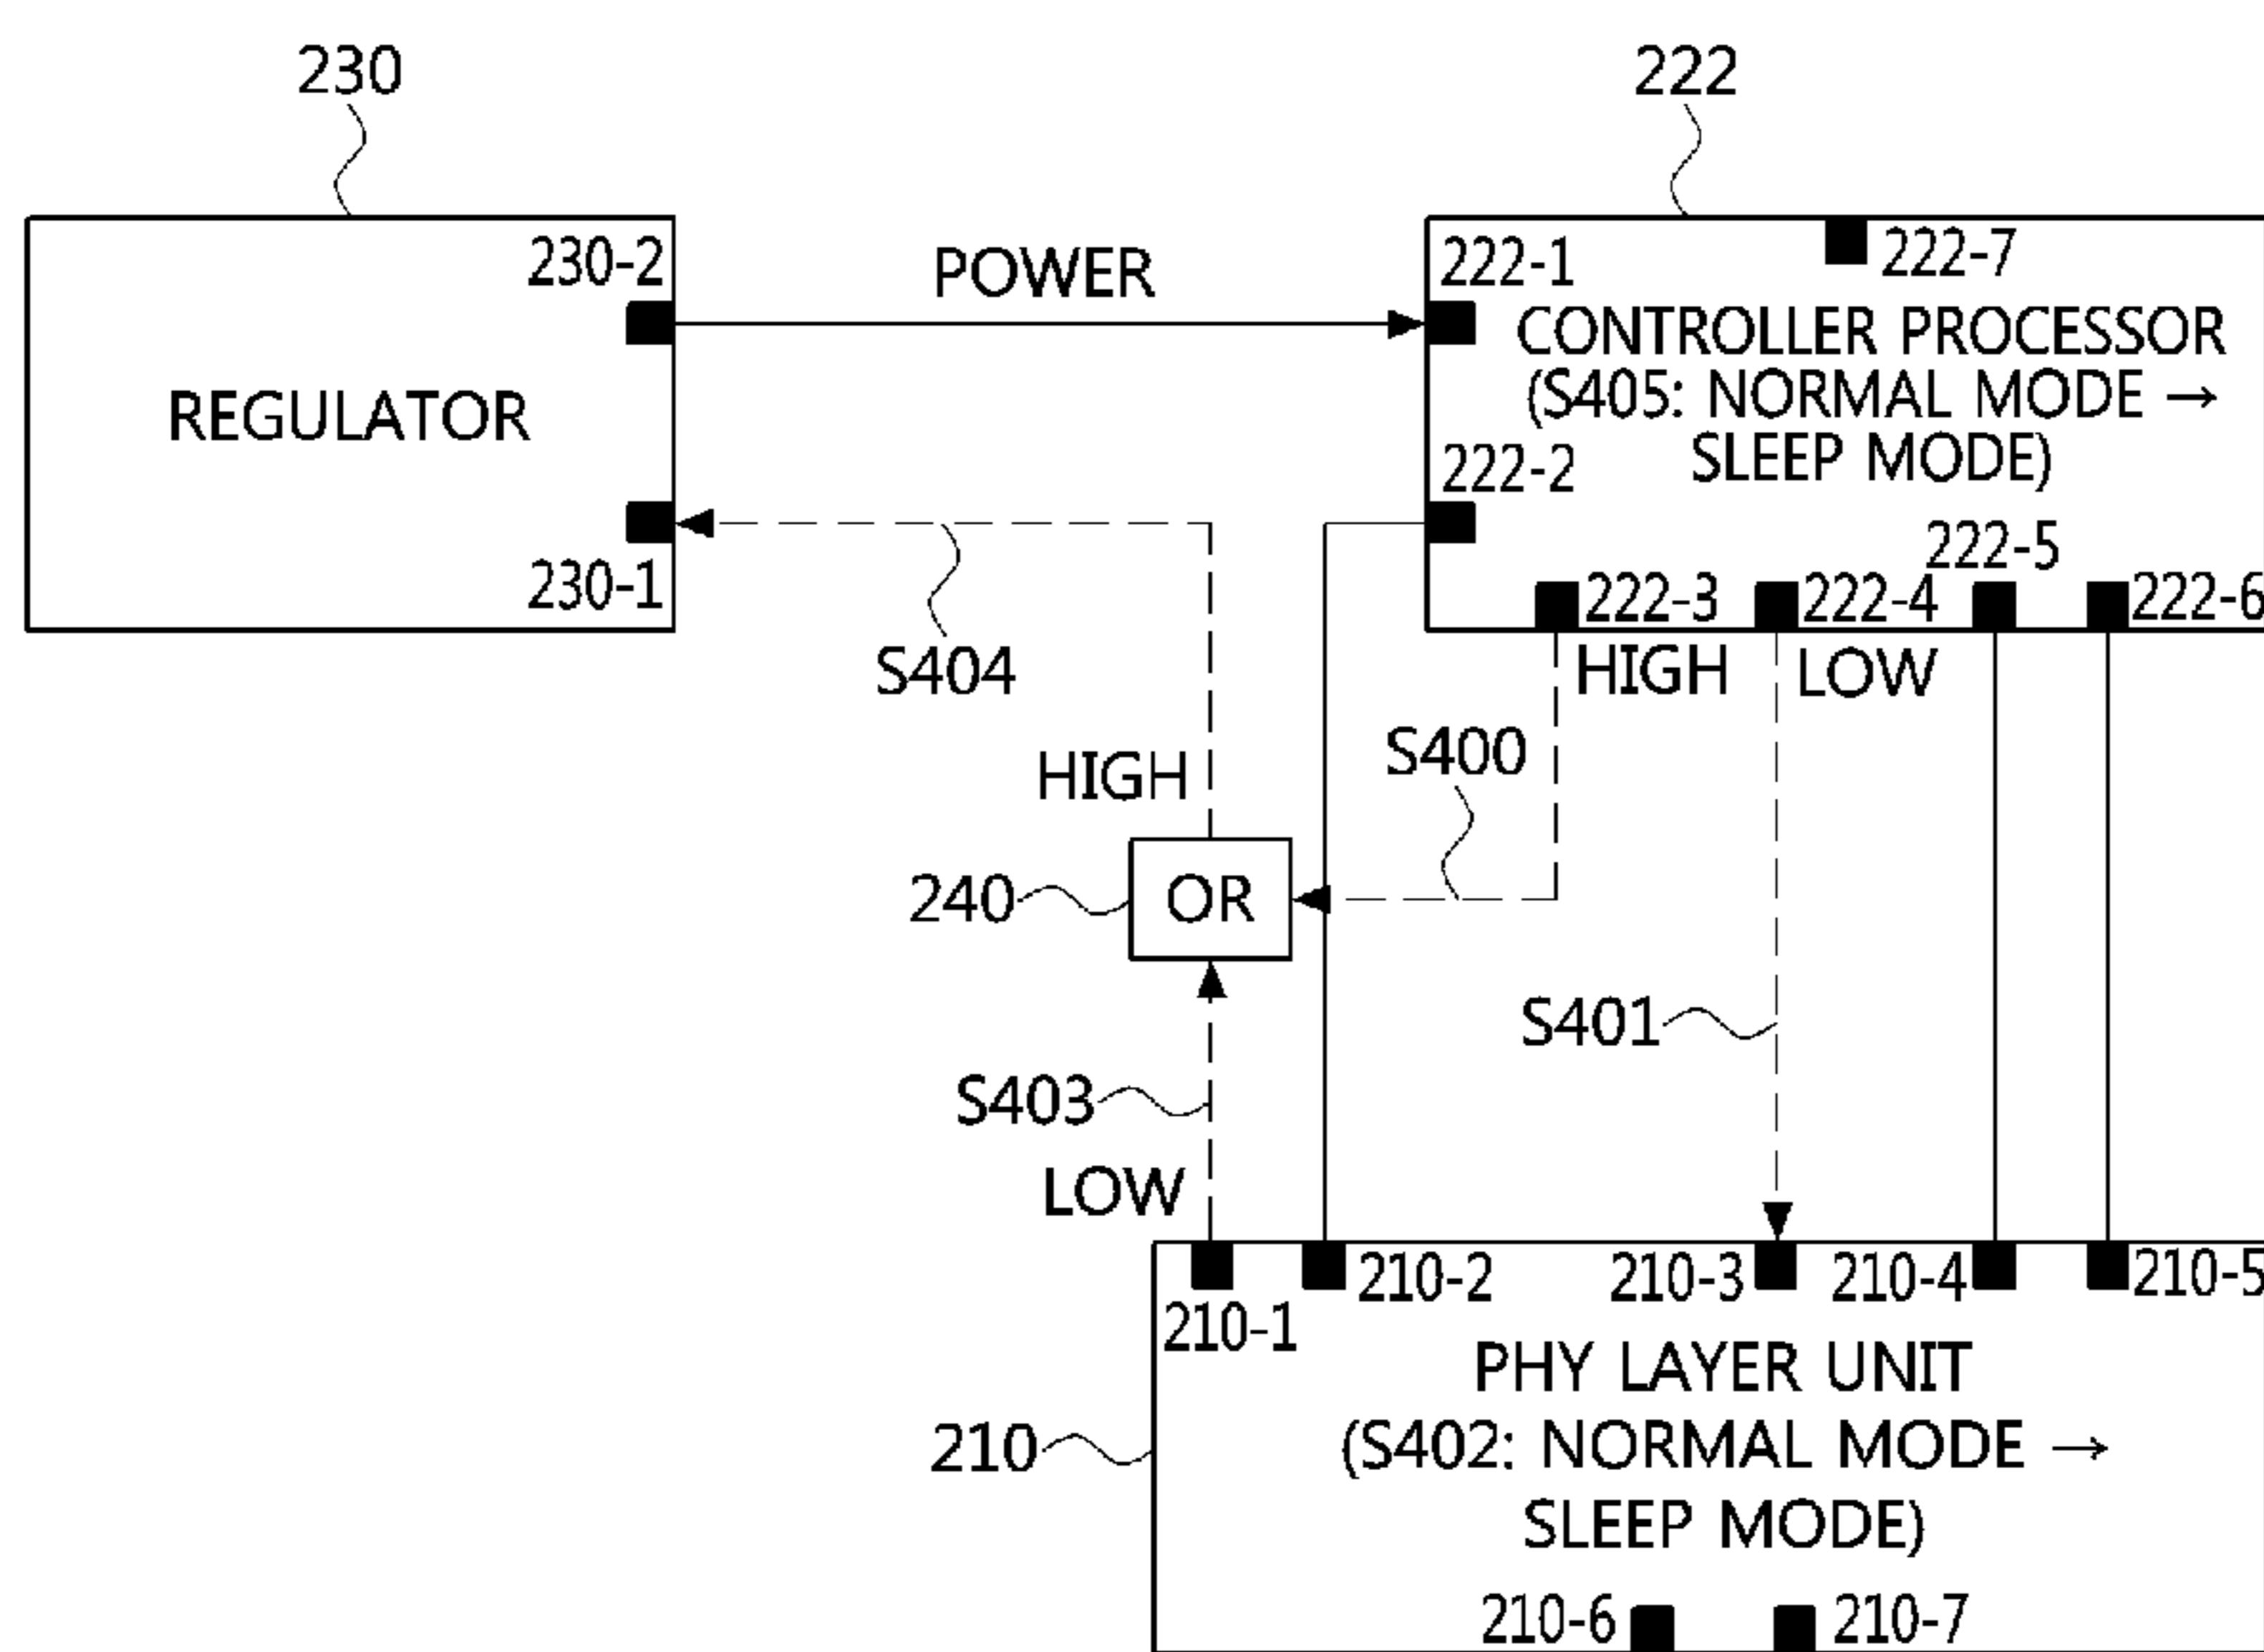 230
222
230-2
222-1
222-7
POWER
CONTROLLER PROCESSOR
(S405: NORMAL MODE →
SLEEP MODE)
REGULATOR
222-2
230-1
222-5
222-3
222-4
222-6
HIGH
LOW
S404
S400
HIGH
240
OR
S401
S403
LOW
210-1
210-2
210-3
210-4
210-5
PHY LAYER UNIT
(S402: NORMAL MODE →
SLEEP MODE)
210
210-6
210-7